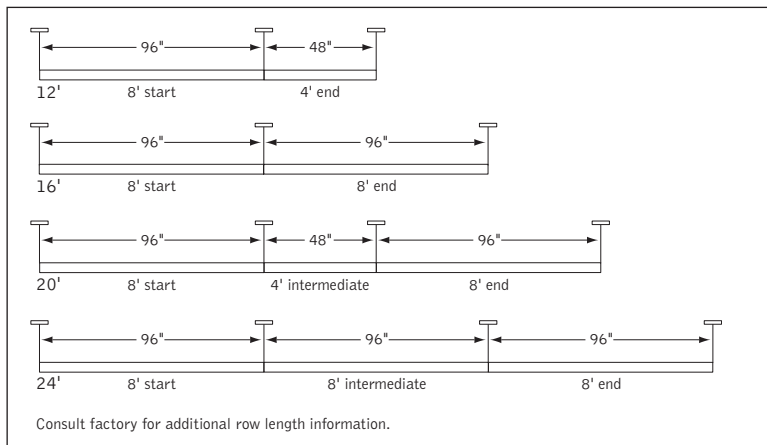 96" 48"
12' 8' start 4' end
96" 96"
16' 8' start 8' end
96" 48" 96"
20' 8' start 4' intermediate 8' end
96" 96" 96"
24' 8' start 8' intermediate 8' end
Consult factory for additional row length information.